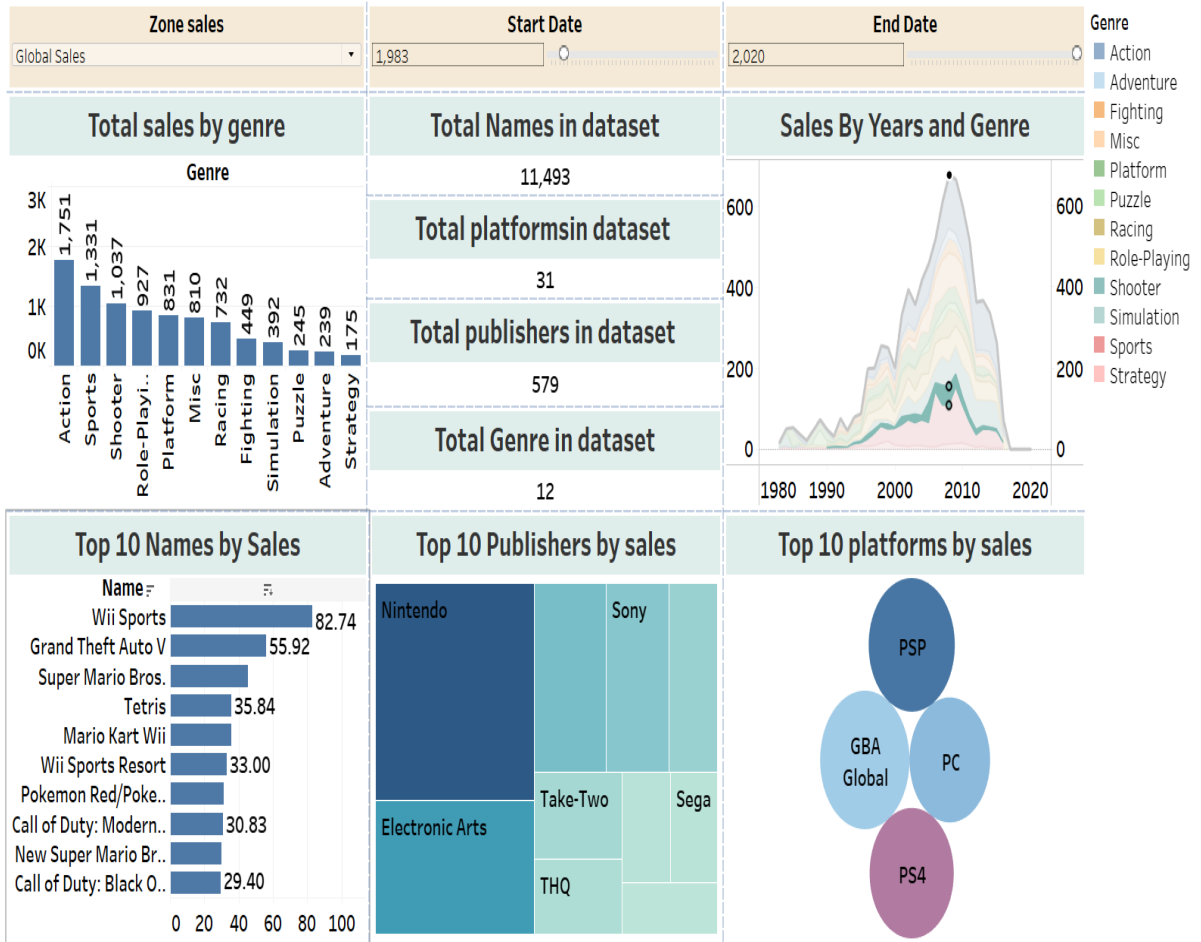 Zone sales
Global Sales
Start Date
1,983
End Date
2,020
Genre
Action
Adventure
Fighting
Misc
Platform
Puzzle
Racing
Role-Playing
Shooter
Simulation
Sports
Strategy
Total sales by genre
Genre
3K
2K
1K
0K
1,751
1,331
1,037
927
831
810
732
449
392
245
239
175
Action
Sports
Shooter
Role-Playi..
Platform
Misc
Racing
Fighting
Simulation
Puzzle
Adventure
Strategy
Total Names in dataset
11,493
Total platformsin dataset
31
Total publishers in dataset
579
Total Genre in dataset
12
Sales By Years and Genre
600
400
200
0
600
400
200
0
1980 1990 2000 2010 2020
Top 10 Names by Sales
Name
Wii Sports 82.74
Grand Theft Auto V 55.92
Super Mario Bros.
Tetris 35.84
Mario Kart Wii
Wii Sports Resort 33.00
Pokemon Red/Poke..
Call of Duty: Modern.. 30.83
New Super Mario Br..
Call of Duty: Black O.. 29.40
0 20 40 60 80 100
Top 10 Publishers by sales
Nintendo
Sony
Electronic Arts
Take-Two
Sega
THQ
Top 10 platforms by sales
PSP
GBA
Global
PC
PS4